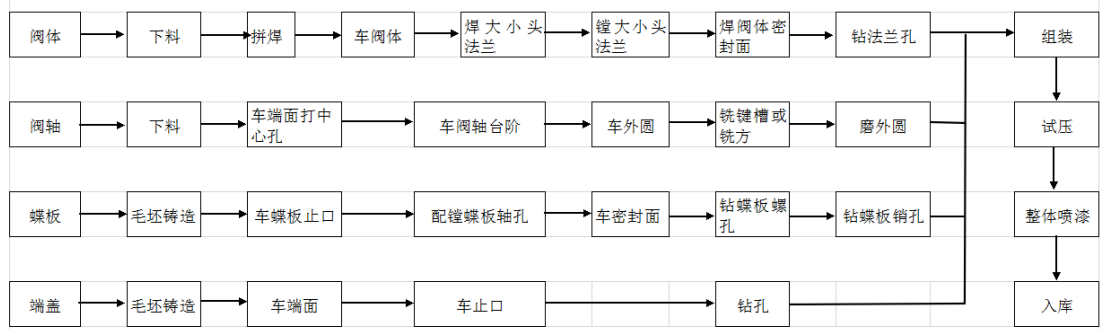 阀体
下料
拼焊
车阀体
焊大小头
法兰
镗大小头
法兰
焊阀体密
封面
钻法兰孔
组装
阀轴
下料
车端面打中
心孔
车阀轴台阶
车外圆
铣键槽或
铣方
磨外圆
试压
蝶板
毛坯铸造
车蝶板止口
配镗蝶板轴孔
车密封面
钻蝶板螺
孔
钻蝶板销孔
整体喷漆
端盖
毛坯铸造
车端面
车止口
钻孔
入库